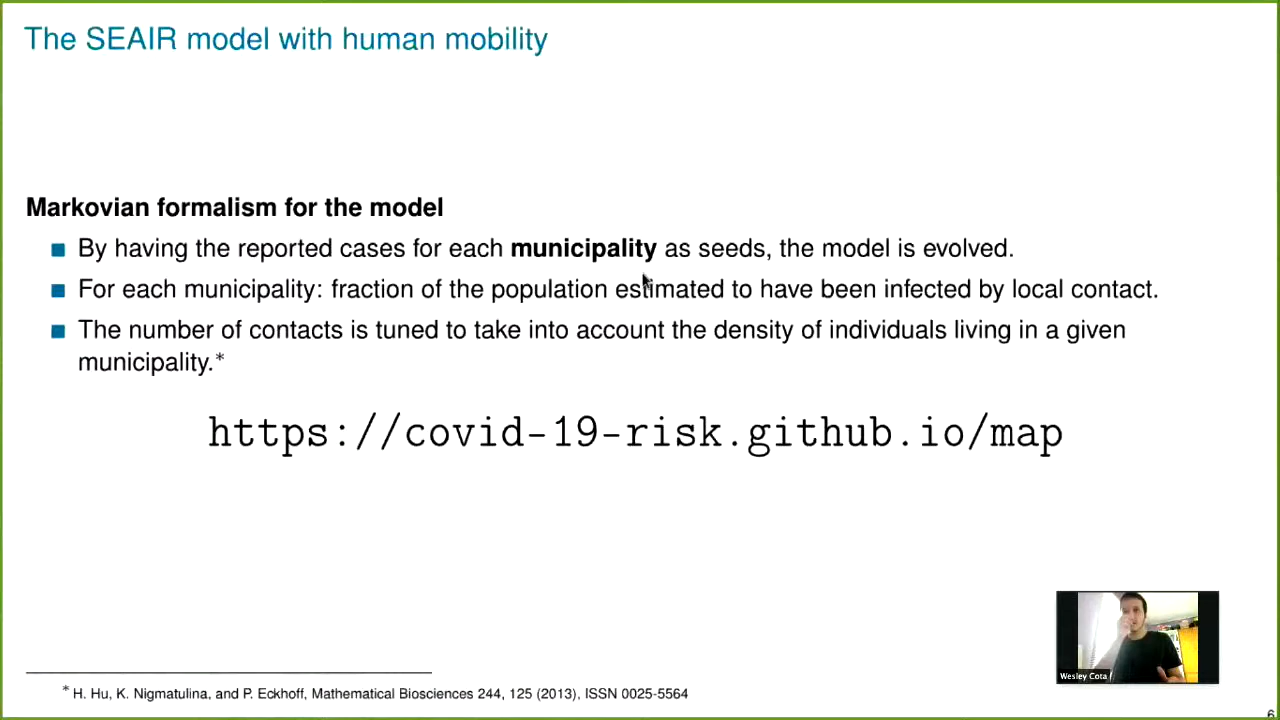 The SEAIR model with human mobility
Markovian formalism for the model
By having the reported cases for each municipality as seeds, the model is evolved.
For each municipality: fraction of the population estimated to have been infected by local contact.
The number of contacts is tuned to take into account the density of individuals living in a given
municipality.*
https://covid-19-risk.github.io/map
Wesley Cota
* H. Hu, K. Nigmatulina, and P. Eckhoff, Mathematical Biosciences 244, 125 (2013), ISSN 0025-5564
6